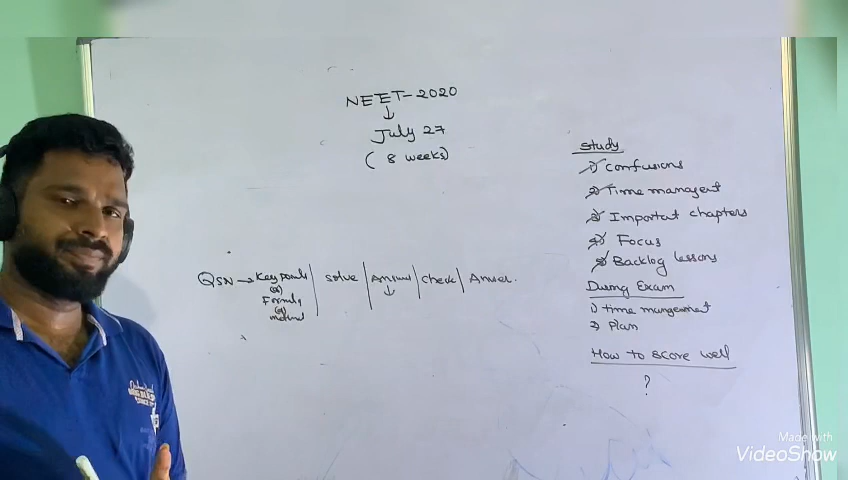 NEET-2020
↓
July 27
(8 weeks)
QSN → Key points | solve | | check | Answer.
(or)
Formula
(or)
method
Study
1) Confusions
2) Time managent
3) Important chapters
4) Focus
5) Backlog lessons
During Exam
1) time mangement
2) Plan
How to score well
?
Made with
VideoShow